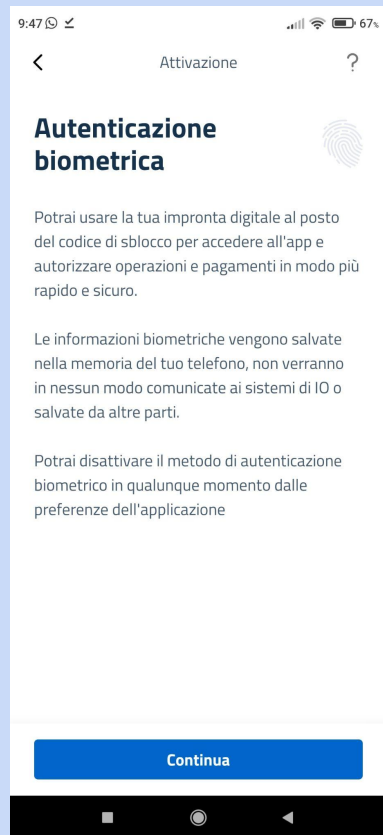 9:47 67%
Attivazione ?
Autenticazione
biometrica
Potrai usare la tua impronta digitale al posto
del codice di sblocco per accedere all'app e
autorizzare operazioni e pagamenti in modo più
rapido e sicuro.
Le informazioni biometriche vengono salvate
nella memoria del tuo telefono, non verranno
in nessun modo comunicate ai sistemi di IO o
salvate da altre parti.
Potrai disattivare il metodo di autenticazione
biometrico in qualunque momento dalle
preferenze dell'applicazione
Continua